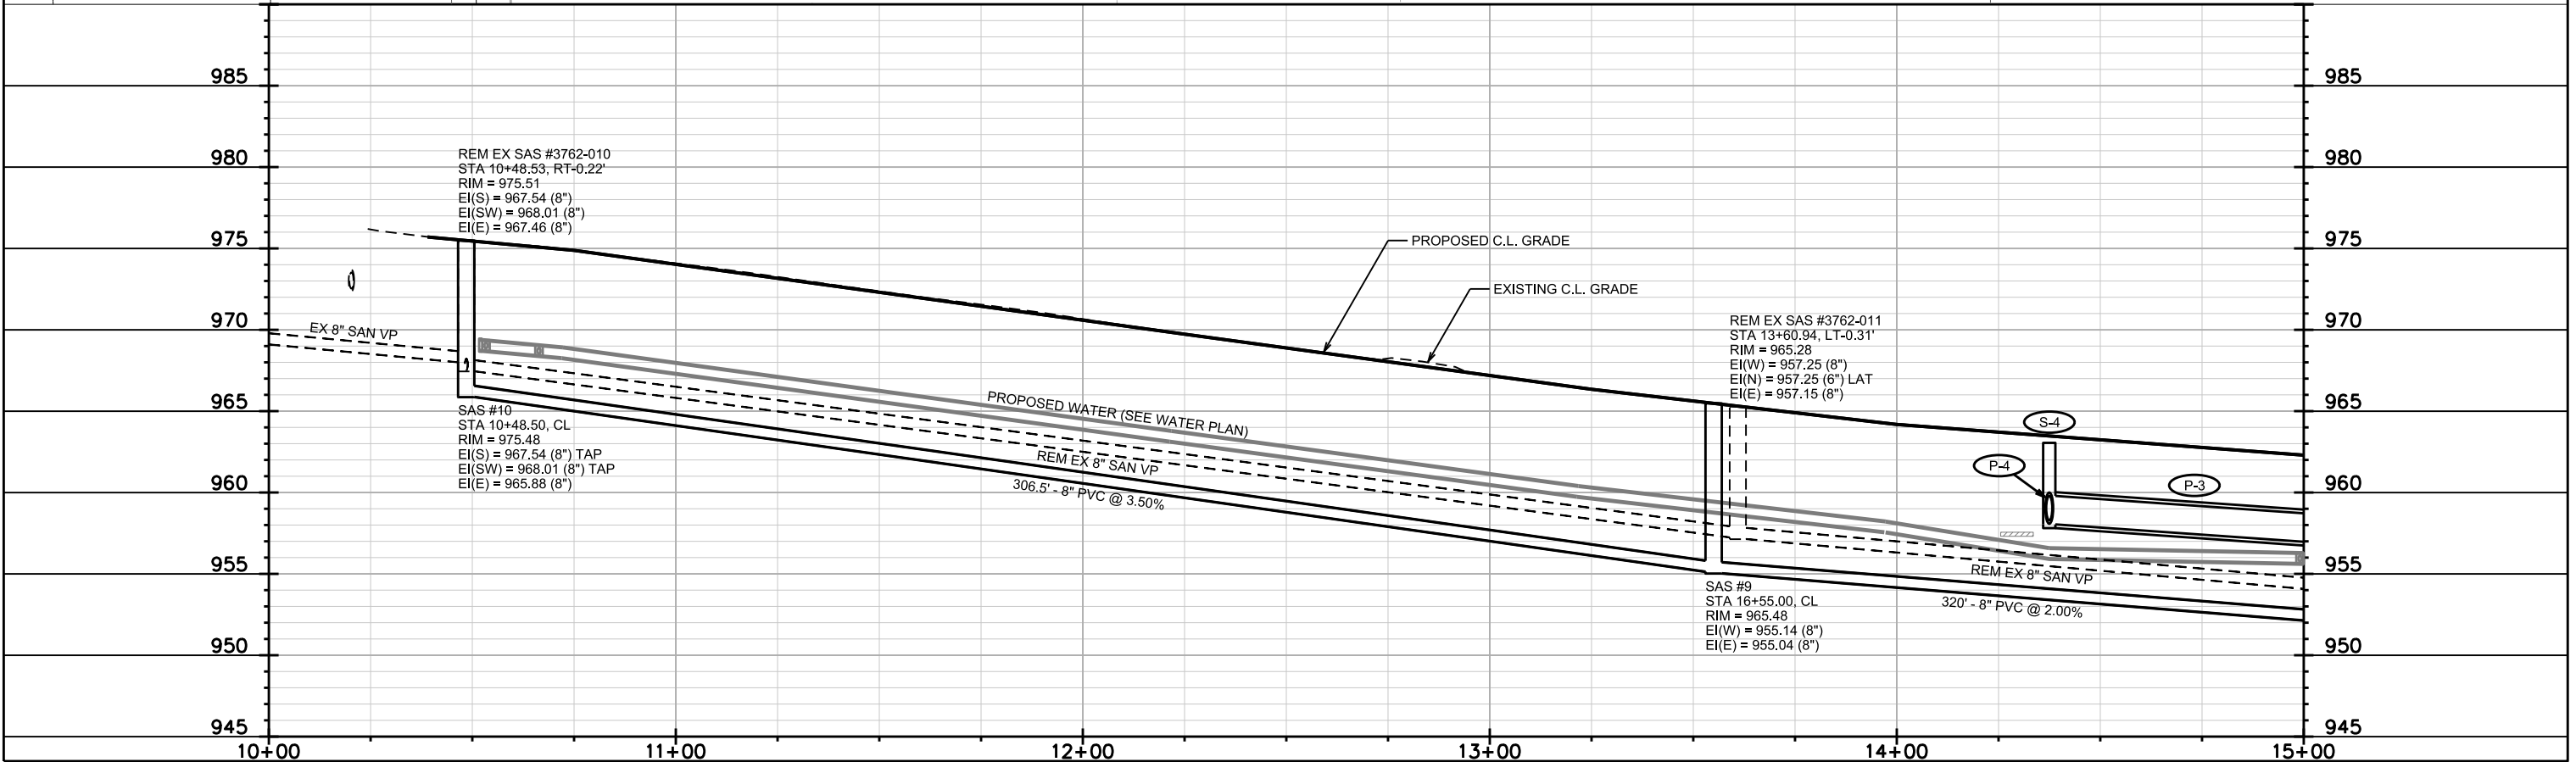 985
985
980
980
975
975
970
970
965
965
960
960
955
955
950
950
945
945
REM EX SAS #3762-010
STA 10+48.53, RT-0.22'
RIM = 975.51
EI(S) = 967.54 (8")
EI(SW) = 968.01 (8")
EI(E) = 967.46 (8")
PROPOSED C.L. GRADE
EXISTING C.L. GRADE
EX 8" SAN VP
REM EX SAS #3762-011
STA 13+60.94, LT-0.31'
RIM = 965.28
EI(W) = 957.25 (8")
EI(N) = 957.25 (6") LAT
EI(E) = 957.15 (8")
PROPOSED WATER (SEE WATER PLAN)
SAS #10
STA 10+48.50, CL
RIM = 975.48
EI(S) = 967.54 (8") TAP
EI(SW) = 968.01 (8") TAP
EI(E) = 965.88 (8")
REM EX 8" SAN VP
306.5' - 8" PVC @ 3.50%
S-4
P-4
P-3
REM EX 8" SAN VP
320' - 8" PVC @ 2.00%
SAS #9
STA 16+55.00, CL
RIM = 965.48
EI(W) = 955.14 (8")
EI(E) = 955.04 (8")
10+00
11+00
12+00
13+00
14+00
15+00